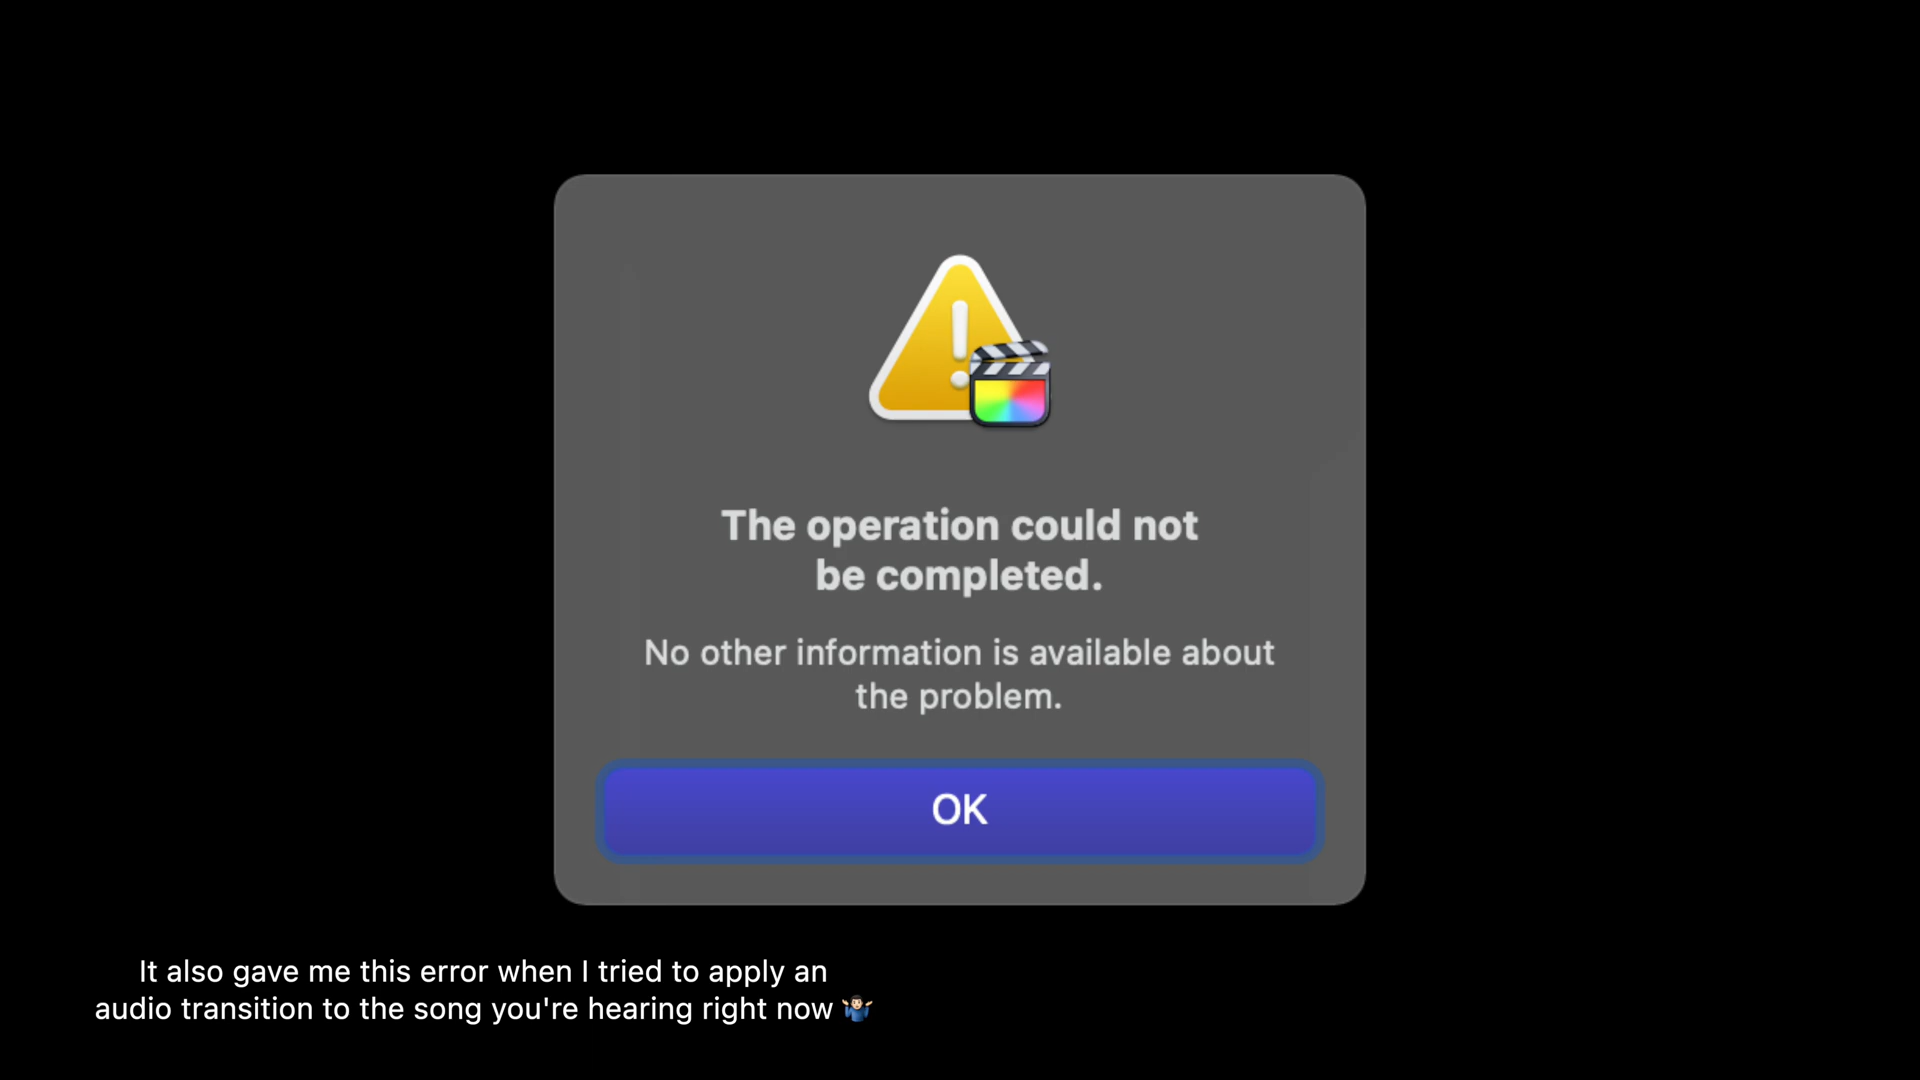 The operation could not
be completed.
No other information is available about
the problem.
OK
It also gave me this error when I tried to apply an
audio transition to the song you're hearing right now 🤷🏻‍♂️